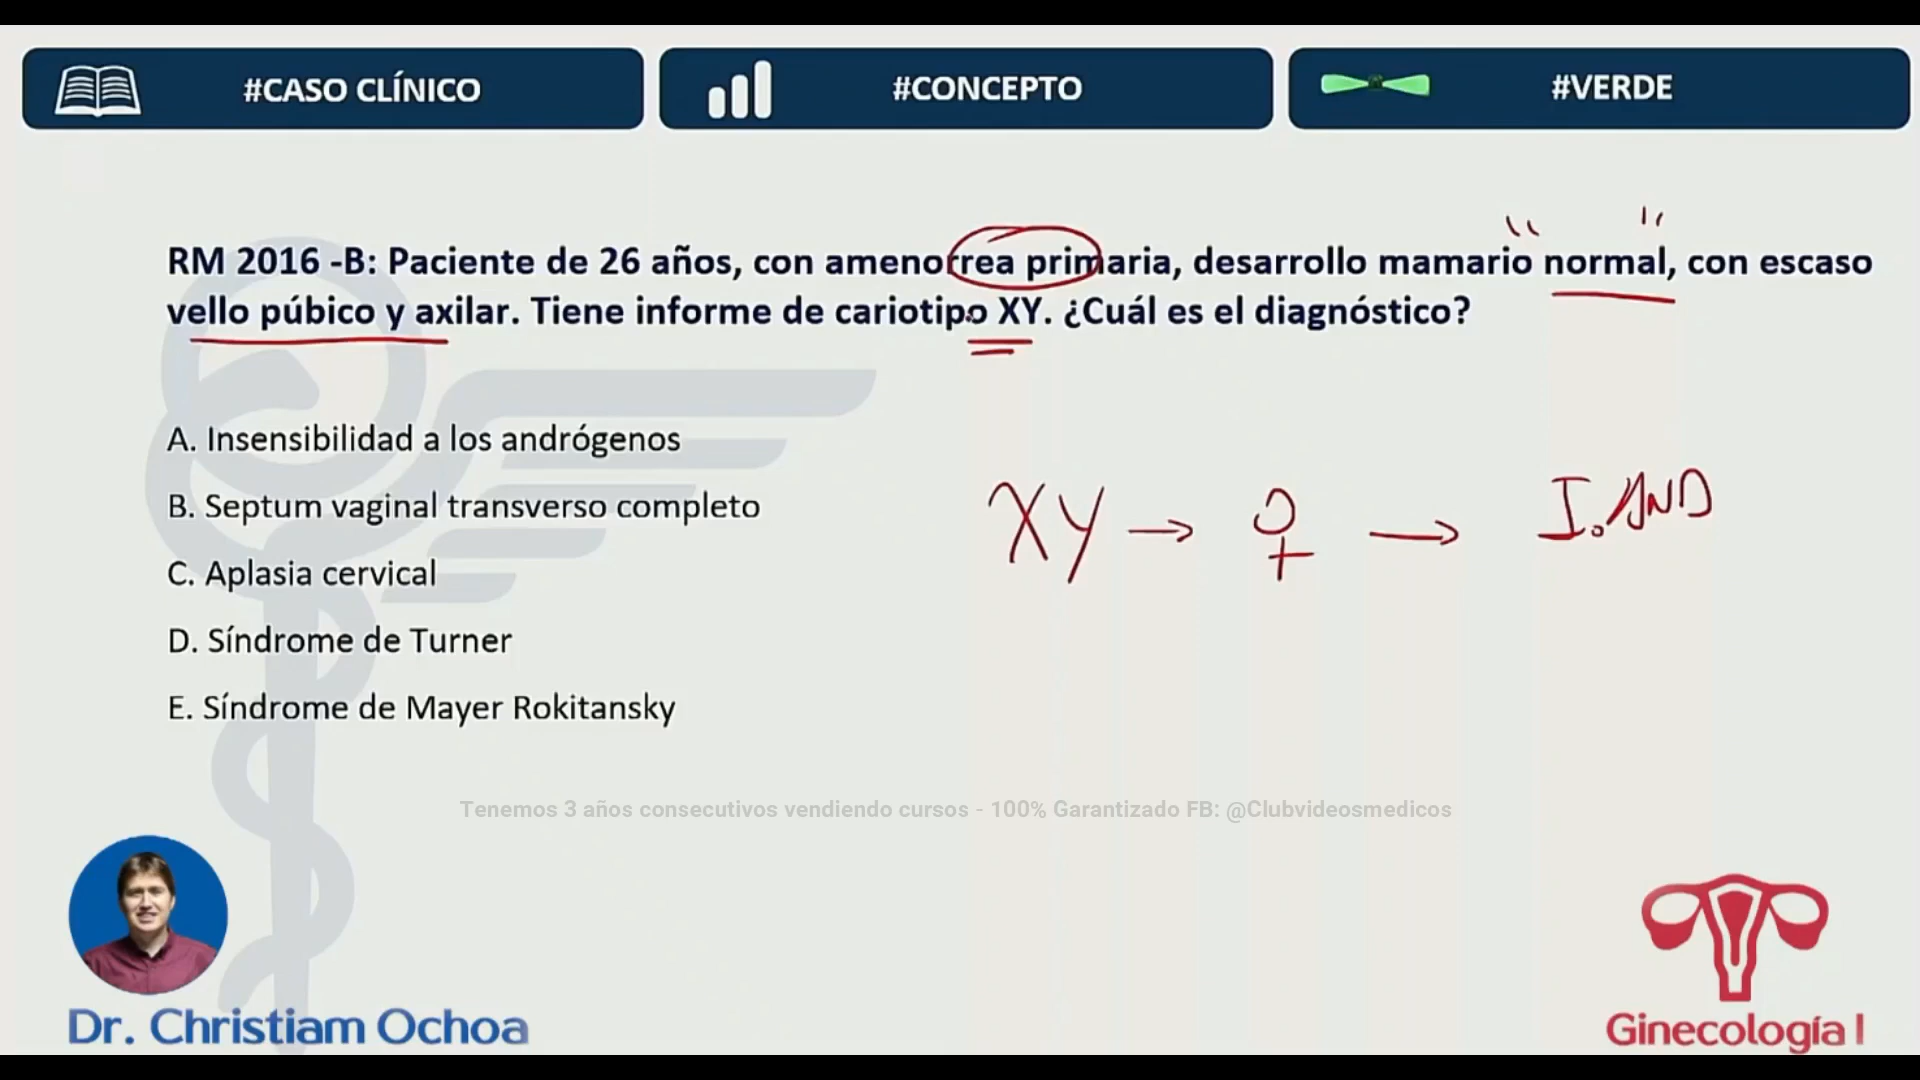 #CASO CLÍNICO
#CONCEPTO
#VERDE
RM 2016 -B: Paciente de 26 años, con amenorrea primaria, desarrollo mamario normal, con escaso
vello púbico y axilar. Tiene informe de cariotipo XY. ¿Cuál es el diagnóstico?
A. Insensibilidad a los andrógenos
B. Septum vaginal transverso completo
C. Aplasia cervical
D. Síndrome de Turner
E. Síndrome de Mayer Rokitansky
XY → ♀ → I. AND
Tenemos 3 años consecutivos vendiendo cursos - 100% Garantizado FB: @Clubvideosmedicos
Dr. Christiam Ochoa
Ginecología I